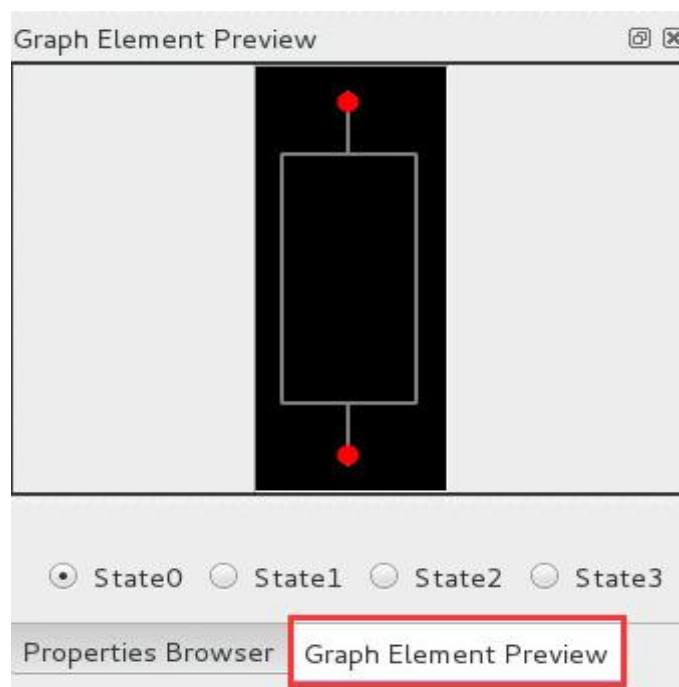 Graph Element Preview
State0 State1 State2 State3
Properties Browser Graph Element Preview